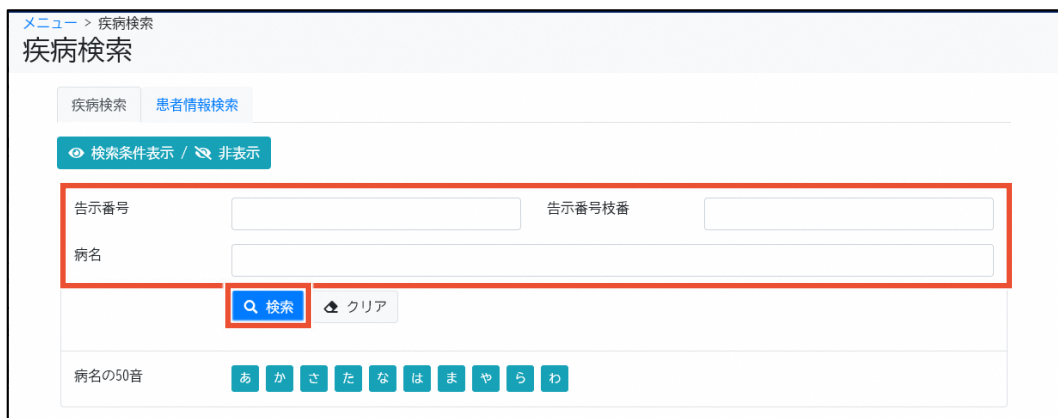 メニュー > 疾病検索
疾病検索
疾病検索 患者情報検索
検索条件表示 / 非表示
告示番号 告示番号枝番
病名
検索 クリア
病名の50音 あ か さ た な は ま や ら わ